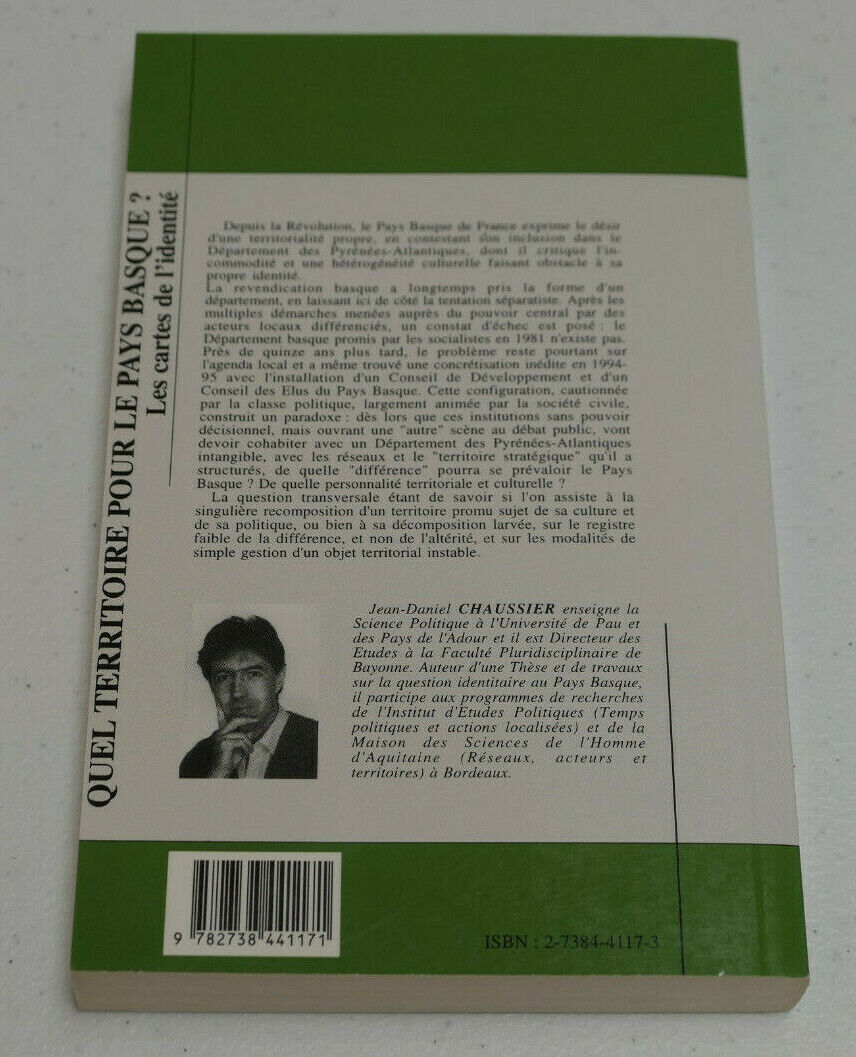 QUEL TERRITOIRE POUR LE PAYS BASQUE ?
Les cartes de l'identité
Depuis la Révolution, le Pays Basque de France exprime le désir
d'une territorialité propre, en contestant son inclusion dans le
Département des Pyrénées-Atlantiques, dont il critique l'in-
commodité et une hétérogénéité culturelle faisant obstacle à sa
propre identité.
La revendication basque a longtemps pris la forme d'un
département, en laissant ici de côté la tentation séparatiste. Après les
multiples démarches menées auprès du pouvoir central par des
acteurs locaux différenciés, un constat d'échec est posé : le
Département basque promis par les socialistes en 1981 n'existe pas.
Près de quinze ans plus tard, le problème reste pourtant sur
l'agenda local et a même trouvé une concrétisation inédite en 1994-
95 avec l'installation d'un Conseil de Développement et d'un
Conseil des Elus du Pays Basque. Cette configuration, cautionnée
par la classe politique, largement animée par la société civile,
construit un paradoxe : dès lors que ces institutions sans pouvoir
décisionnel, mais ouvrant une "autre" scène au débat public, vont
devoir cohabiter avec un Département des Pyrénées-Atlantiques
intangible, avec les réseaux et le "territoire stratégique" qu'il a
structurés, de quelle "différence" pourra se prévaloir le Pays
Basque ? De quelle personnalité territoriale et culturelle ?
La question transversale étant de savoir si l'on assiste à la
singulière recomposition d'un territoire promu sujet de sa culture et
de sa politique, ou bien à sa décomposition larvée, sur le registre
faible de la différence, et non de l'altérité, et sur les modalités de
simple gestion d'un objet territorial instable.
Jean-Daniel CHAUSSIER enseigne la
Science Politique à l'Université de Pau et
des Pays de l'Adour et il est Directeur des
Etudes à la Faculté Pluridisciplinaire de
Bayonne. Auteur d'une Thèse et de travaux
sur la question identitaire au Pays Basque,
il participe aux programmes de recherches
de l'Institut d'Etudes Politiques (Temps
politiques et actions localisées) et de la
Maison des Sciences de l'Homme
d'Aquitaine (Réseaux, acteurs et
territoires) à Bordeaux.
9 782738 441171
ISBN : 2-7384-4117-3